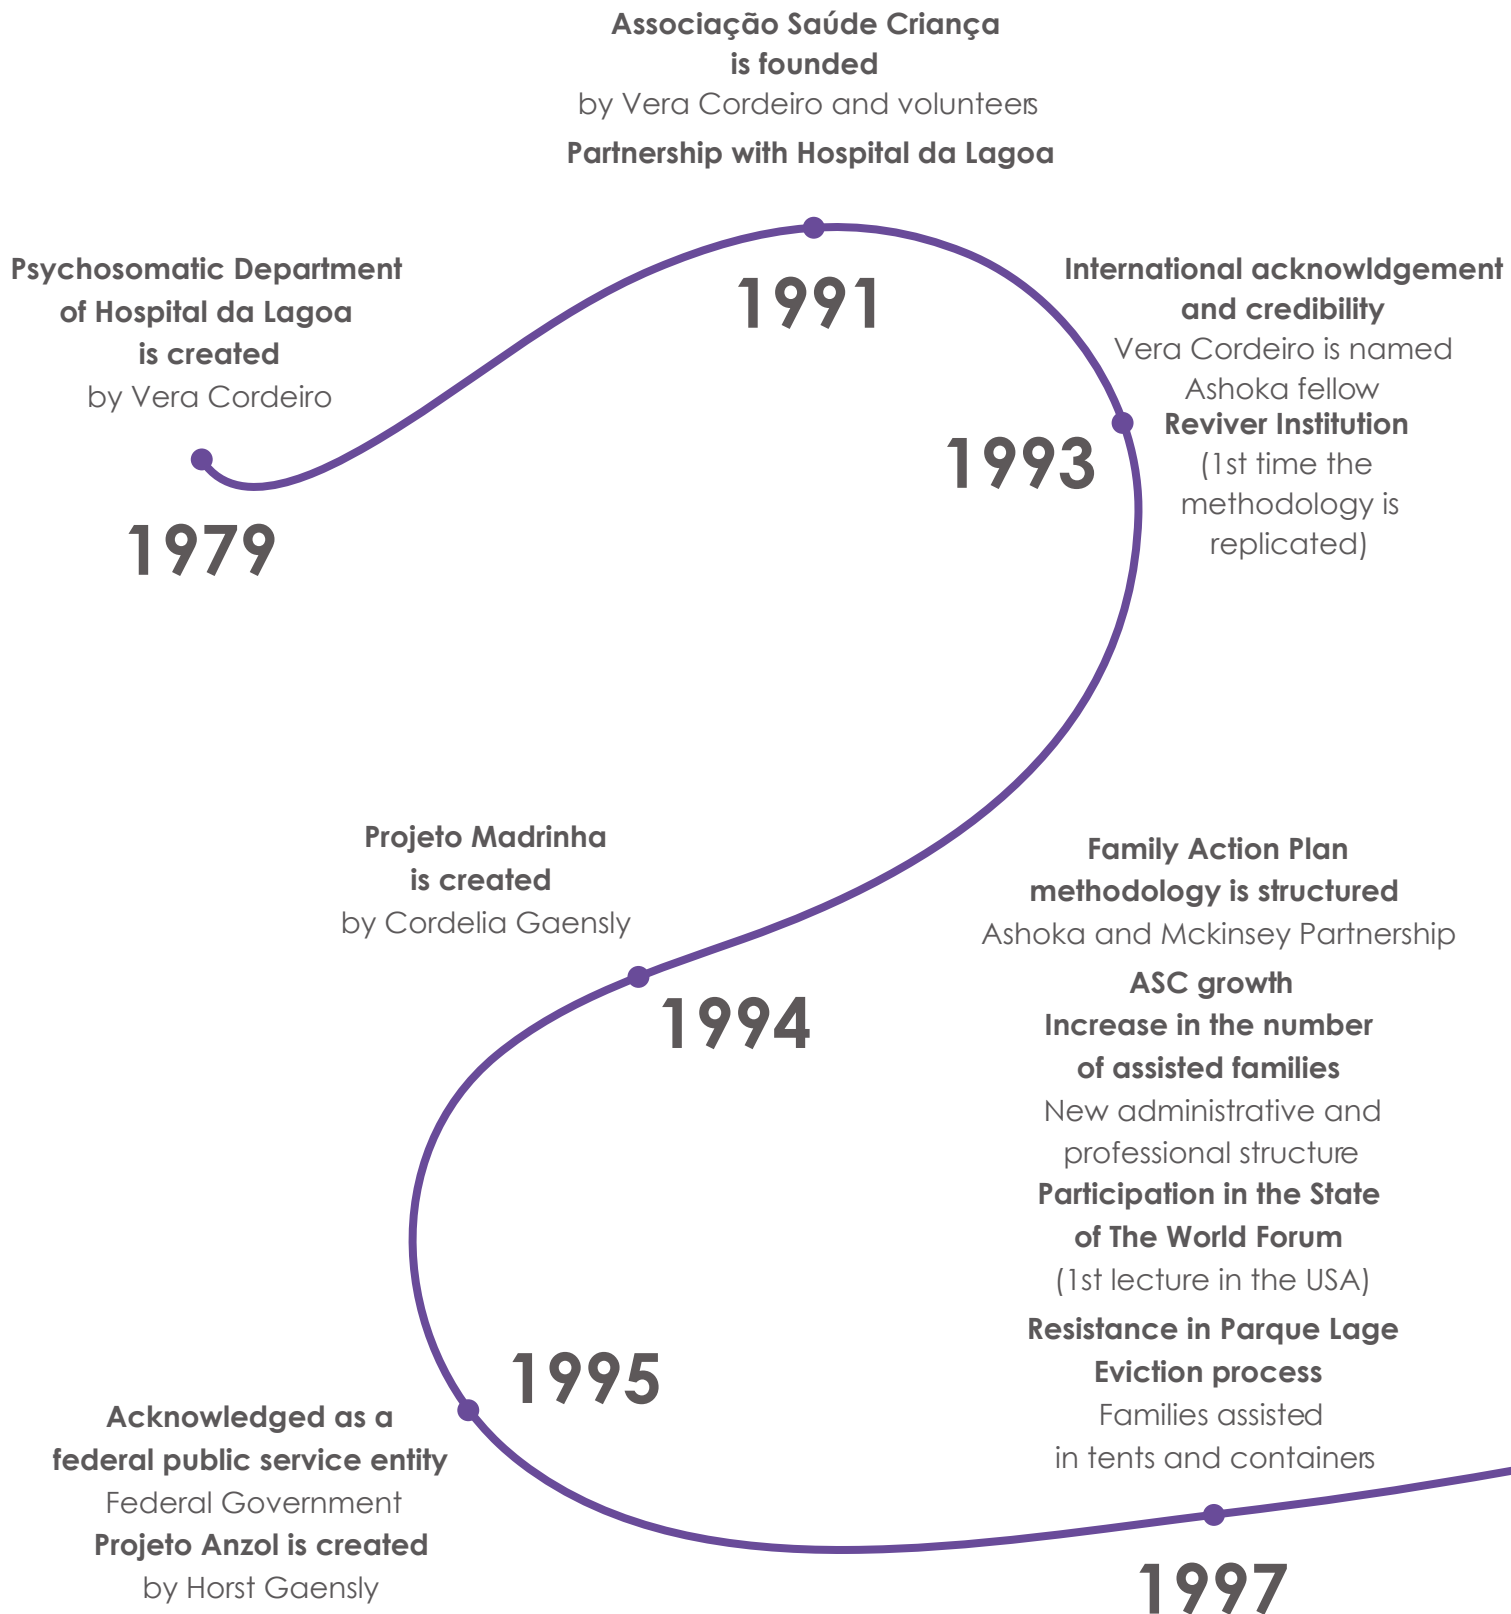 Psychosomatic Department
of Hospital da Lagoa
is created
by Vera Cordeiro
1979
Associação Saúde Criança
is founded
by Vera Cordeiro and volunteers
Partnership with Hospital da Lagoa
1991
International acknowldgement
and credibility
Vera Cordeiro is named
Ashoka fellow
Reviver Institution
(1st time the
methodology is
replicated)
1993
Projeto Madrinha
is created
by Cordelia Gaensly
1994
1995
Acknowledged as a
federal public service entity
Federal Government
Projeto Anzol is created
by Horst Gaensly
Family Action Plan
methodology is structured
Ashoka and Mckinsey Partnership
ASC growth
Increase in the number
of assisted families
New administrative and
professional structure
Participation in the State
of The World Forum
(1st lecture in the USA)
Resistance in Parque Lage
Eviction process
Families assisted
in tents and containers
1997